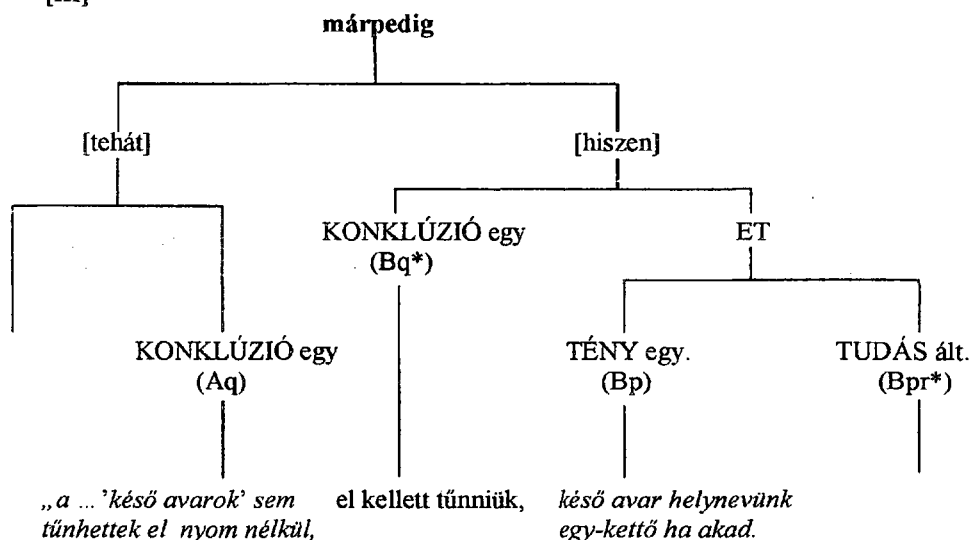 márpedig
[tehát] [hiszen]
KONKLÚZIÓ egy ET
(Bq*)
KONKLÚZIÓ egy TÉNY egy. TUDÁS ált.
(Aq) (Bp) (Bpr*)
„a ... ’késő avarok’ sem el kellett tűnniük, késő avar helynevünk
tűnhettek el nyom nélkül, egy-kettő ha akad.